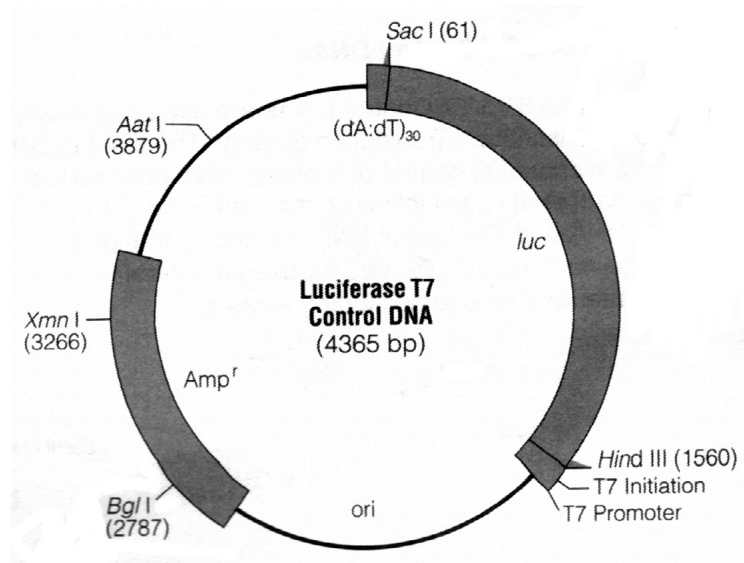 Sac I (61)
Aat I
(3879)
(dA:dT)30
luc
Luciferase T7
Control DNA
(4365 bp)
Xmn I
(3266)
Ampr
Hind III (1560)
T7 Initiation
T7 Promoter
Bgl I
(2787)
ori